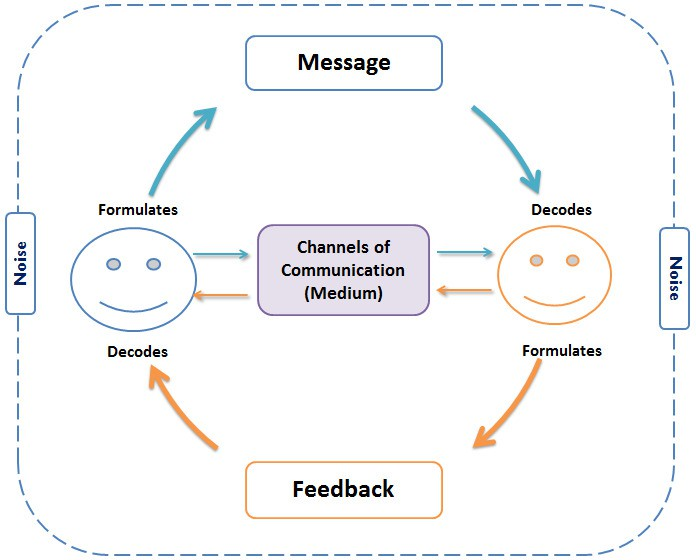 Message
Formulates
Decodes
Noise
Channels of
Communication
(Medium)
Noise
Decodes
Formulates
Feedback